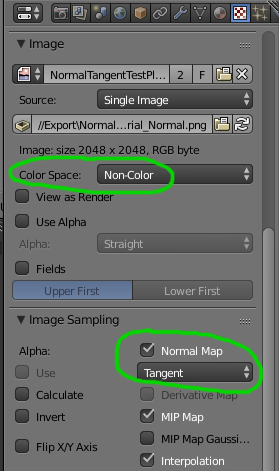 Image
NormalTangentTestPl... 2 F
Source: Single Image
//Export\Normal...rial_Normal.png
Image: size 2048 x 2048, RGB byte
Color Space: Non-Color
View as Render
Use Alpha
Alpha: Straight
Fields
Upper First Lower First
Image Sampling
Alpha: Normal Map
Use Tangent
Calculate Derivative Map
Invert MIP Map
Flip X/Y Axis MIP Map Gaussi...
Interpolation